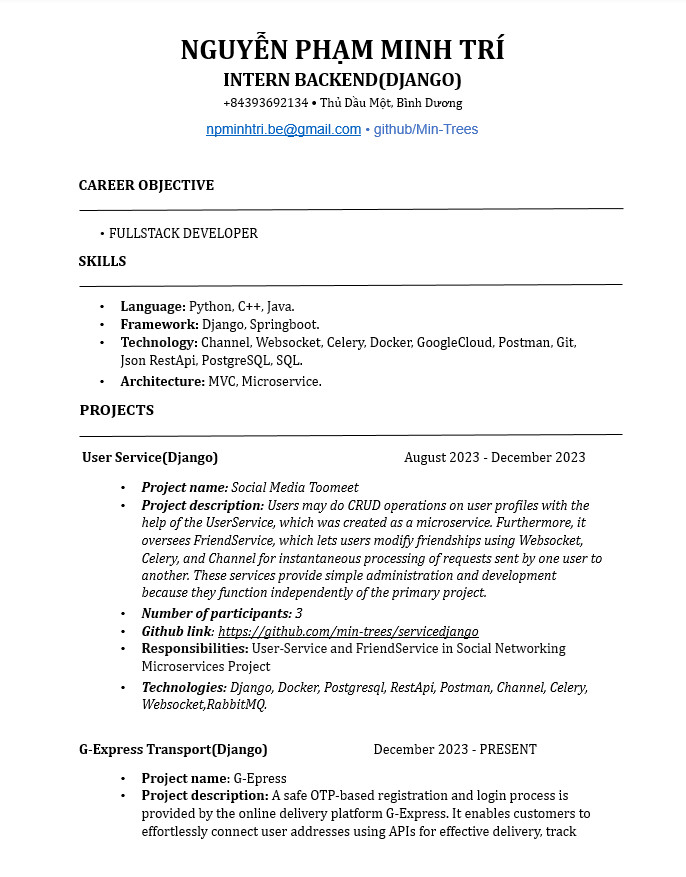 NGUYỄN PHẠM MINH TRÍ
INTERN BACKEND(DJANGO)
+84393692134 • Thủ Dầu Một, Bình Dương
npminhtri.be@gmail.com • github/Min-Trees
CAREER OBJECTIVE
• FULLSTACK DEVELOPER
SKILLS
• Language: Python, C++, Java.
• Framework: Django, Springboot.
• Technology: Channel, Websocket, Celery, Docker, GoogleCloud, Postman, Git,
Json RestApi, PostgreSQL, SQL.
• Architecture: MVC, Microservice.
PROJECTS
User Service(Django) August 2023 - December 2023
• Project name: Social Media Toomeet
• Project description: Users may do CRUD operations on user profiles with the
help of the UserService, which was created as a microservice. Furthermore, it
oversees FriendService, which lets users modify friendships using Websocket,
Celery, and Channel for instantaneous processing of requests sent by one user to
another. These services provide simple administration and development
because they function independently of the primary project.
• Number of participants: 3
• Github link: https://github.com/min-trees/servicedjango
• Responsibilities: User-Service and FriendService in Social Networking
Microservices Project
• Technologies: Django, Docker, Postgresql, RestApi, Postman, Channel, Celery,
Websocket,RabbitMQ.
G-Express Transport(Django) December 2023 - PRESENT
• Project name: G-Epress
• Project description: A safe OTP-based registration and login process is
provided by the online delivery platform G-Express. It enables customers to
effortlessly connect user addresses using APIs for effective delivery, track